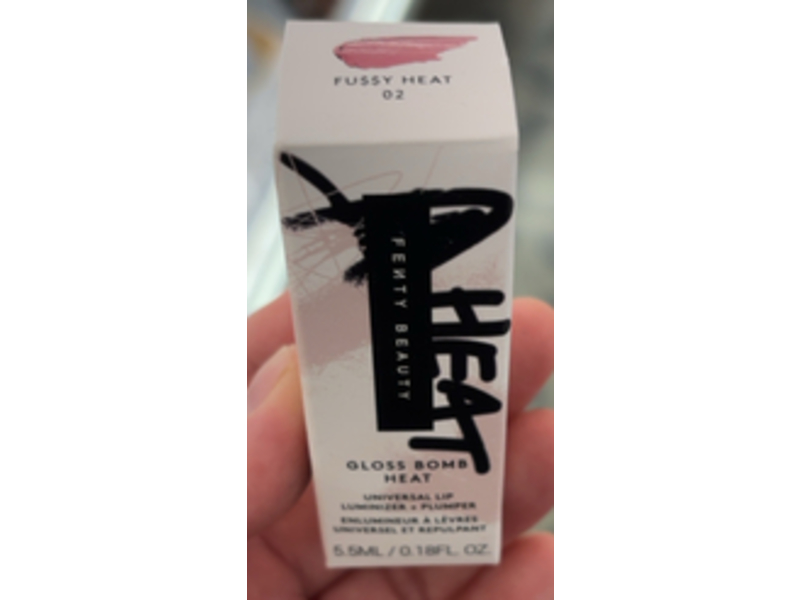 FU$$Y HEAT
02
FENTY BEAUTY
HEAT
GLOSS BOMB
HEAT
UNIVERSAL LIP
LUMINIZER + PLUMPER
ENLUMINEUR À LÈVRES
UNIVERSEL ET REPULPANT
5.5ML / 0.18FL. OZ.